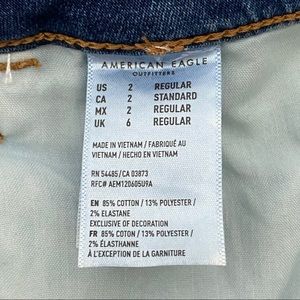 AMERICAN EAGLE
OUTFITTERS
US 2 REGULAR
CA 2 STANDARD
MX 2 REGULAR
UK 6 REGULAR
MADE IN VIETNAM / FABRIQUÉ AU
VIETNAM / HECHO EN VIETNAM
RN 54485/CA 03873
RFC# AEM120605U9A
EN 85% COTTON / 13% POLYESTER /
2% ELASTANE
EXCLUSIVE OF DECORATION
FR 85% COTON / 13% POLYESTER /
2% ÉLASTHANNE
À L'EXCEPTION DE LA GARNITURE